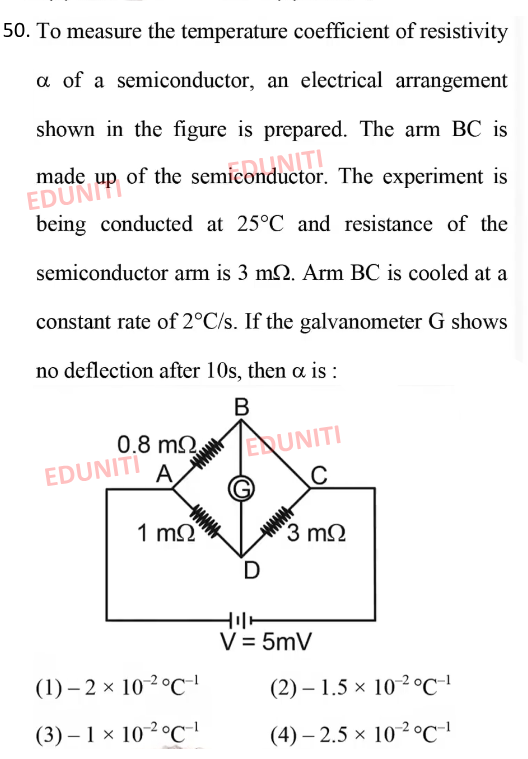 50. To measure the temperature coefficient of resistivity
α of a semiconductor, an electrical arrangement
shown in the figure is prepared. The arm BC is
made up of the semiconductor. The experiment is
being conducted at 25°C and resistance of the
semiconductor arm is 3 mΩ. Arm BC is cooled at a
constant rate of 2°C/s. If the galvanometer G shows
no deflection after 10s, then α is :
EDUNITI
EDUNITI
B
0.8 mΩ
EDUNITI
EDUNITI
A
C
G
1 mΩ
3 mΩ
D
V = 5mV
(1) – 2 × 10⁻² °C⁻¹ (2) – 1.5 × 10⁻² °C⁻¹
(3) – 1 × 10⁻² °C⁻¹ (4) – 2.5 × 10⁻² °C⁻¹